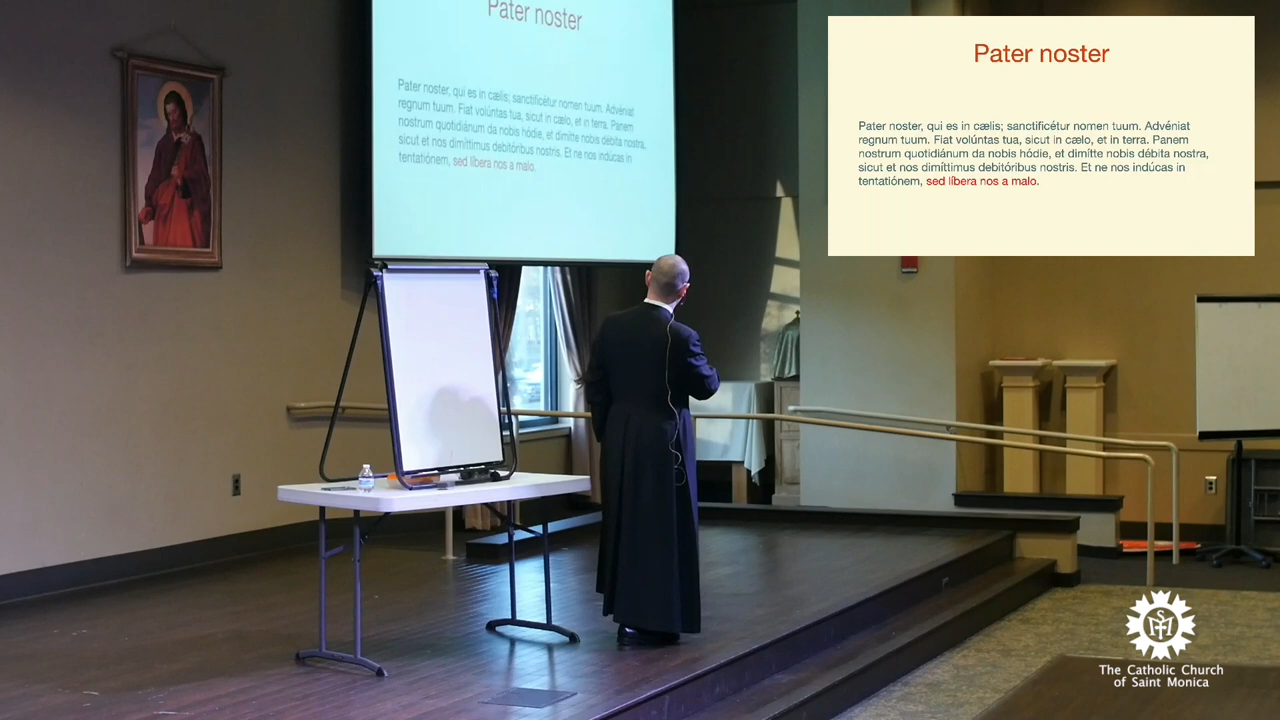 Pater noster
Pater noster, qui es in cælis; sanctificétur nomen tuum. Advéniat
regnum tuum. Fiat volúntas tua, sicut in cælo, et in terra. Panem
nostrum quotidiánum da nobis hódie, et dimítte nobis débita nostra,
sicut et nos dimíttimus debitóribus nostris. Et ne nos indúcas in
tentatiónem, sed líbera nos a malo.
Pater noster
Pater noster, qui es in cælis; sanctificétur nomen tuum. Advéniat
regnum tuum. Fiat volúntas tua, sicut in cælo, et in terra. Panem
nostrum quotidiánum da nobis hódie, et dimítte nobis débita nostra,
sicut et nos dimíttimus debitóribus nostris. Et ne nos indúcas in
tentatiónem, sed líbera nos a malo.
The Catholic Church
of Saint Monica